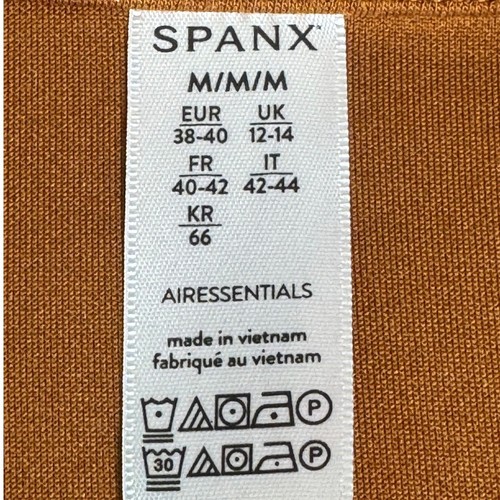 SPANX™
M/M/M
EUR UK
38-40 12-14
FR IT
40-42 42-44
KR
66
AIRESSENTIALS
made in vietnam
fabriqué au vietnam
P
30 P